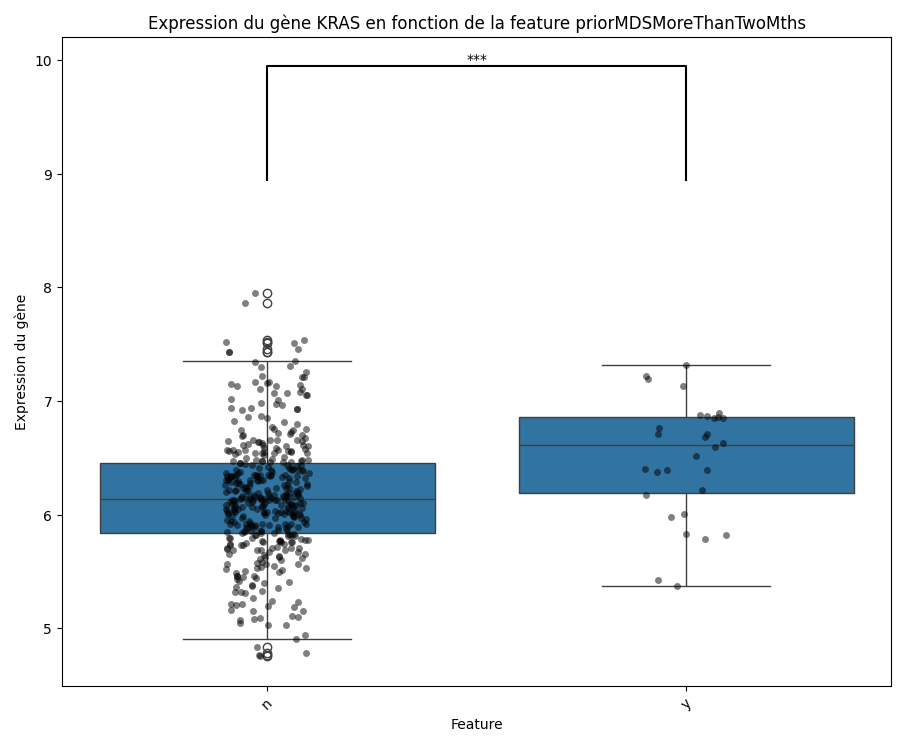 Expression du gène KRAS en fonction de la feature priorMDSMoreThanTwoMths
***
10
9
8
7
6
5
Expression du gène
n
y
Feature